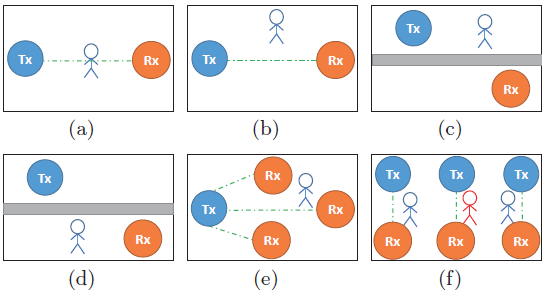 Tx Rx
Tx Rx
Tx
Rx
(a) (b) (c)
Tx
Rx
Rx
Tx Rx
Rx
Tx Tx Tx
Rx Rx Rx
(d) (e) (f)